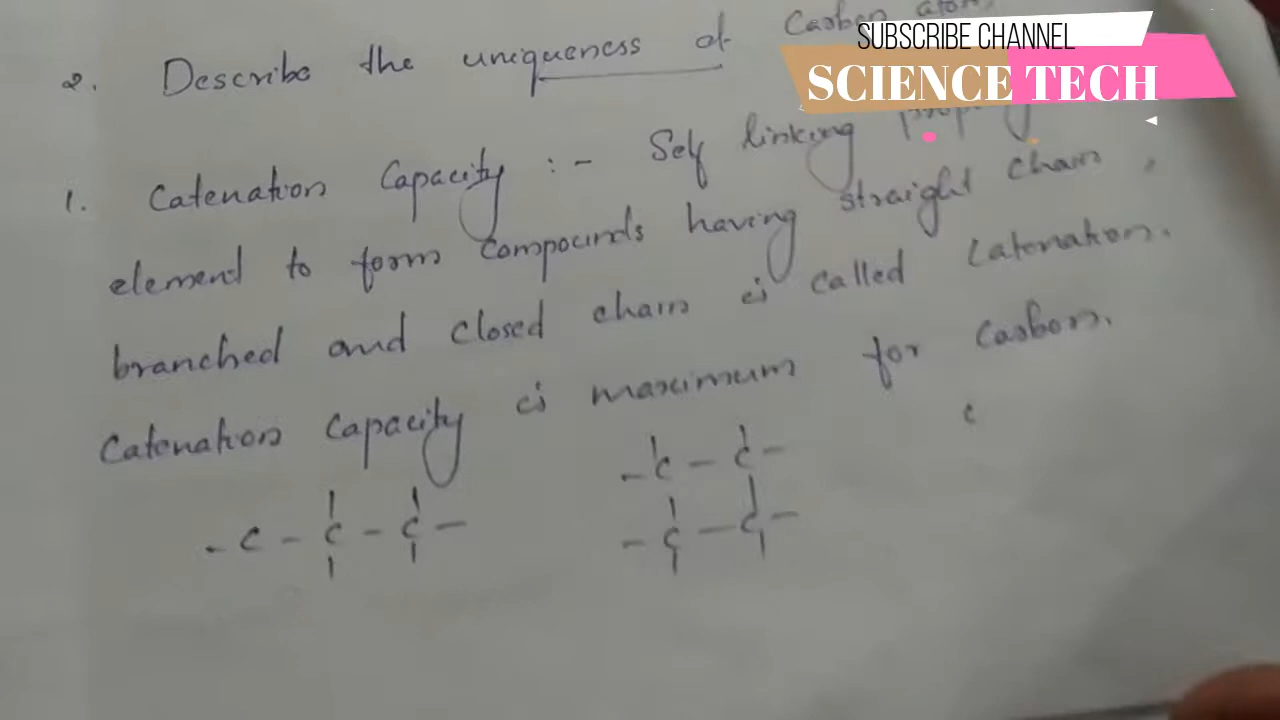 SUBSCRIBE CHANNEL
SCIENCE TECH
2. Describe the uniqueness of Carbon atom.
1. Catenation Capacity :- Self linking
element to form compounds having straight chain,
branched and closed chain is called Catenation.
Catenation Capacity is maximum for Carbon.
C
- C - C -
- C - C - C -
- C - C -